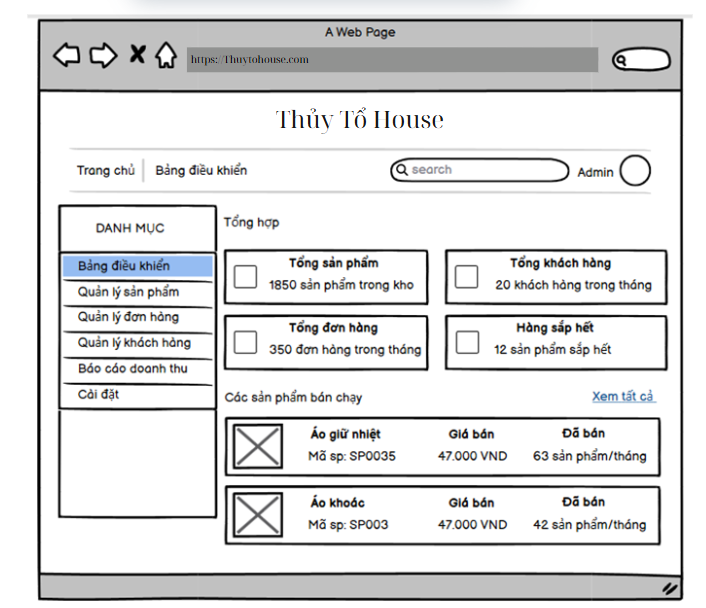 A Web Page
https://Thuytohouse.com
Thủy Tổ House
Trang chủ Bảng điều khiển search Admin
DANH MỤC
Bảng điều khiển
Quản lý sản phẩm
Quản lý đơn hàng
Quản lý khách hàng
Báo cáo doanh thu
Cài đặt
Tổng hợp
Tổng sản phẩm
1850 sản phẩm trong kho
Tổng khách hàng
20 khách hàng trong tháng
Tổng đơn hàng
350 đơn hàng trong tháng
Hàng sắp hết
12 sản phẩm sắp hết
Các sản phẩm bán chạy Xem tất cả
Áo giữ nhiệt Giá bán Đã bán
Mã sp: SP0035 47.000 VND 63 sản phẩm/tháng
Áo khoác Giá bán Đã bán
Mã sp: SP003 47.000 VND 42 sản phẩm/tháng